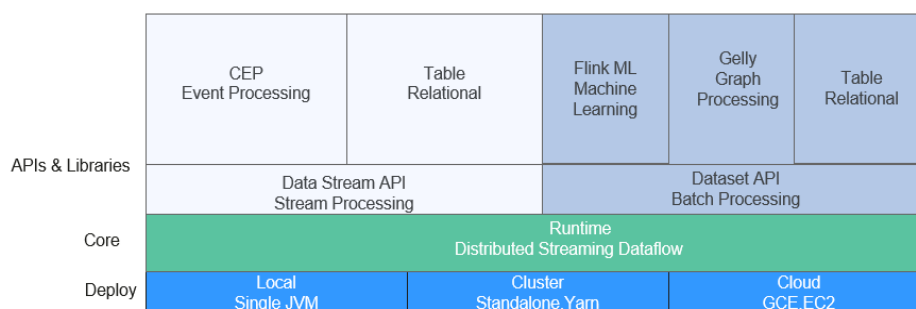 CEP
Event Processing
Table
Relational
Flink ML
Machine
Learning
Gelly
Graph
Processing
Table
Relational
APIs & Libraries
Data Stream API
Stream Processing
Dataset API
Batch Processing
Core
Runtime
Distributed Streaming Dataflow
Deploy
Local
Single JVM
Cluster
Standalone,Yarn
Cloud
GCE,EC2